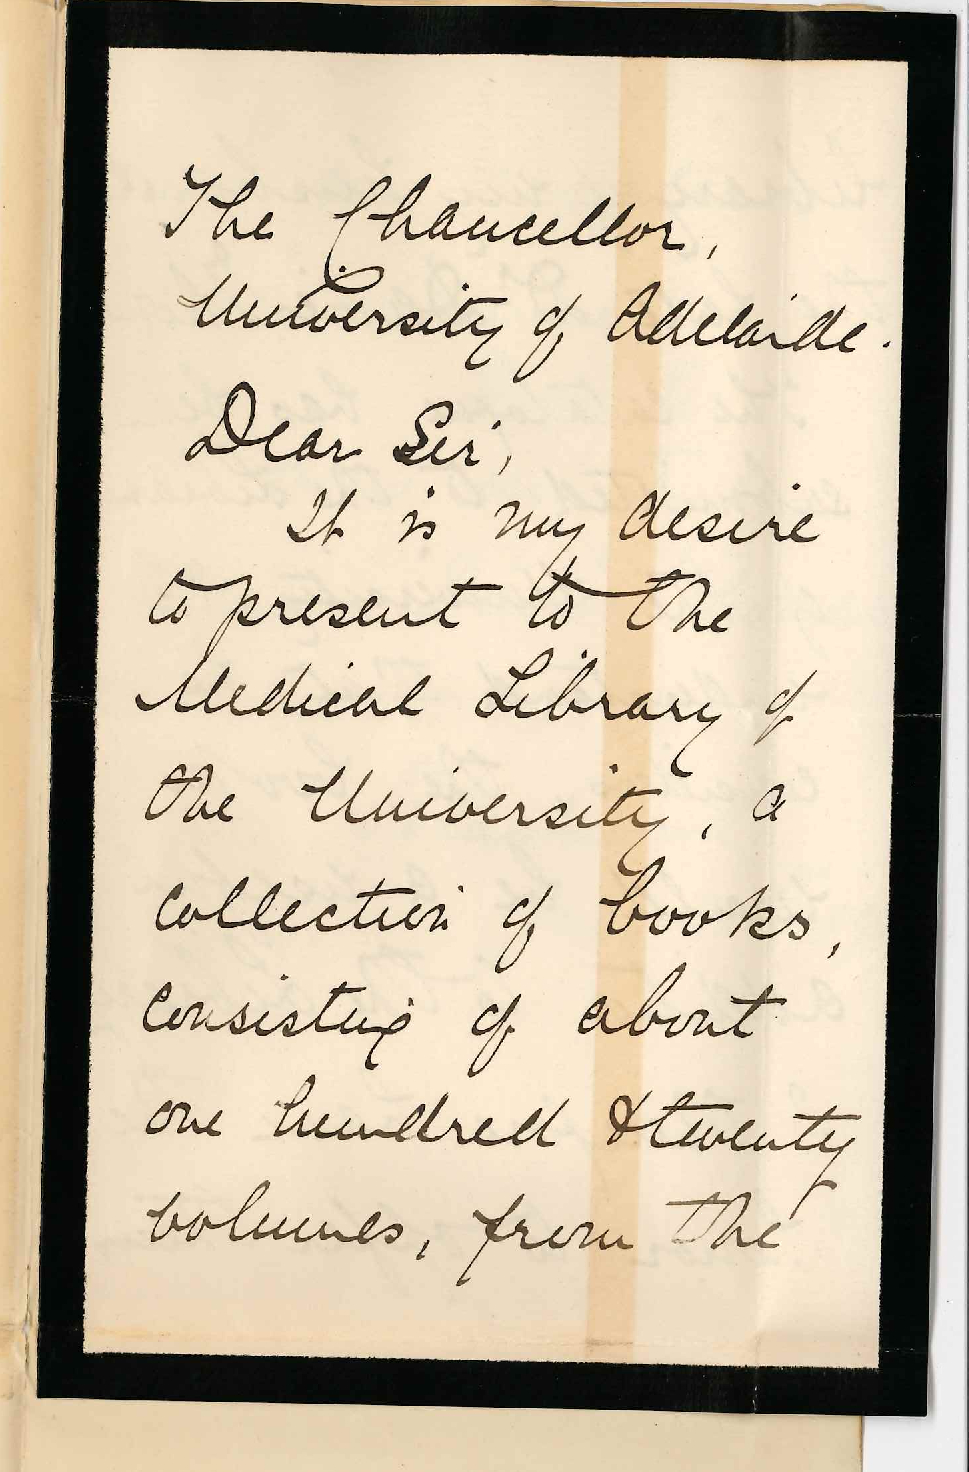 The Chancellor,
University of Adelaide.
Dear Sir,
It is my desire
to present to the
Medical Library of
the University, a
collection of books,
consisting of about
one hundred & twenty
volumes, from the